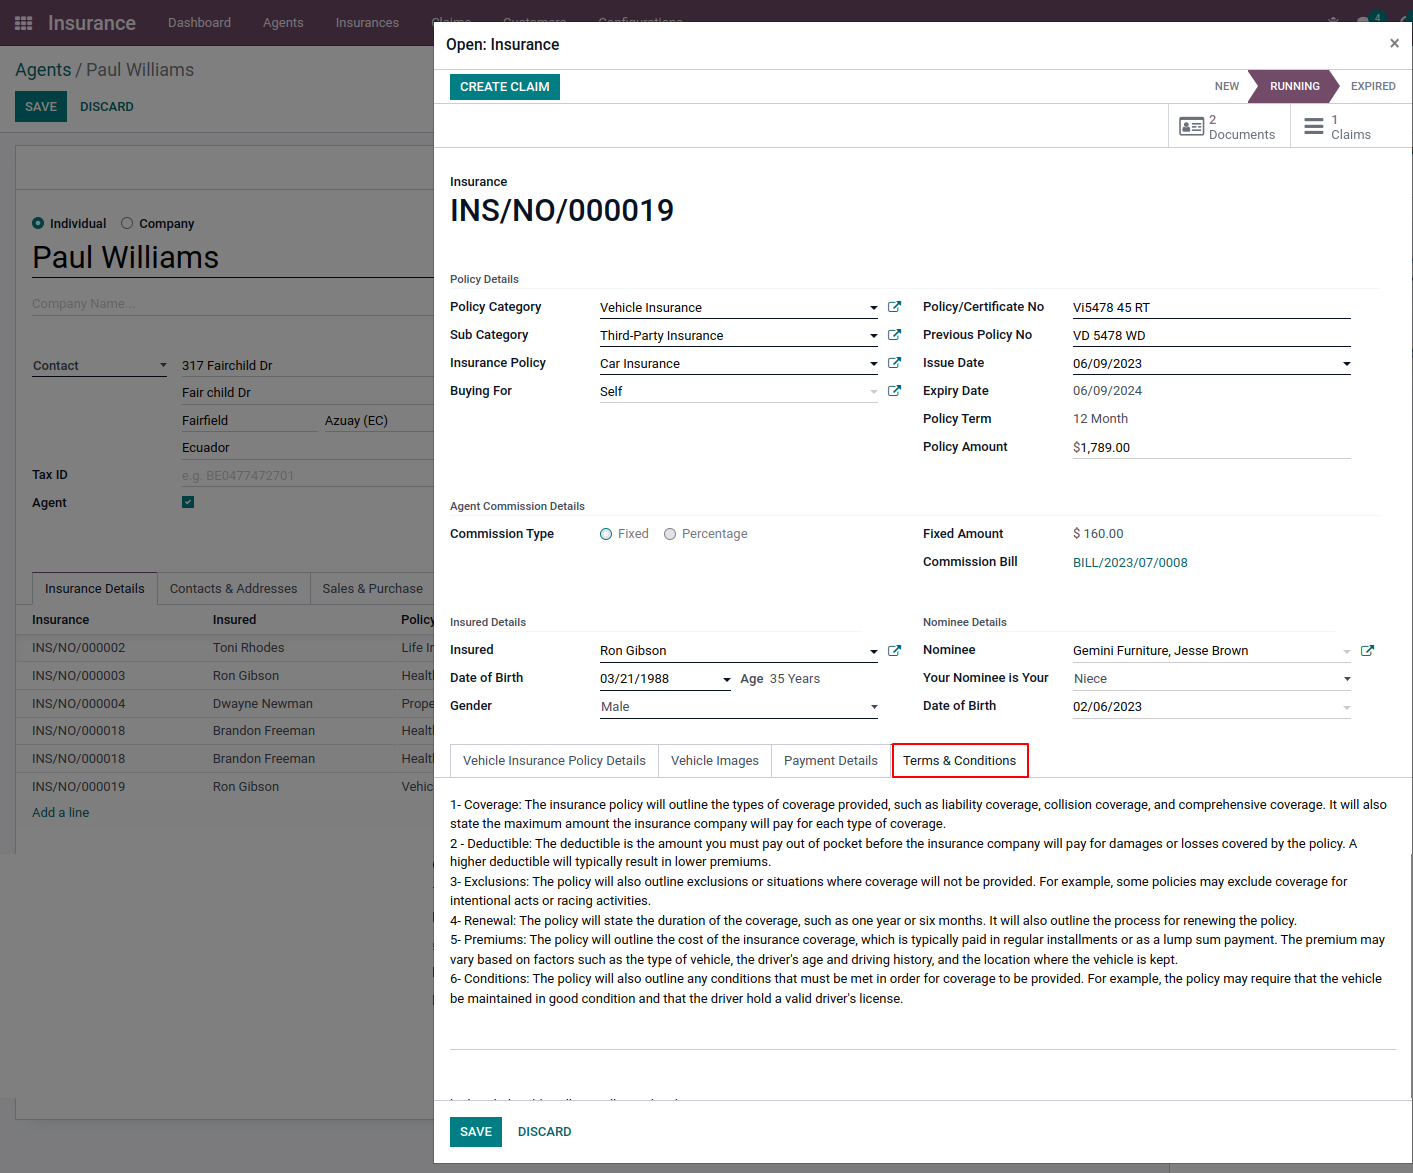 Insurance Dashboard Agents Insurances Claims Customers Configurations 4
Agents / Paul Williams
SAVE DISCARD
Individual Company
Paul Williams
Company Name...
Contact 317 Fairchild Dr
Fair child Dr
Fairfield Azuay (EC)
Ecuador
Tax ID e.g. BE0477472701
Agent
Insurance Details Contacts & Addresses Sales & Purchase
Insurance Insured Policy
INS/NO/000002 Toni Rhodes Life In
INS/NO/000003 Ron Gibson Healt
INS/NO/000004 Dwayne Newman Prope
INS/NO/000018 Brandon Freeman Healt
INS/NO/000018 Brandon Freeman Healt
INS/NO/000019 Ron Gibson Vehic
Add a line
Open: Insurance ×
CREATE CLAIM NEW RUNNING EXPIRED
2 Documents 1 Claims
Insurance
INS/NO/000019
Policy Details
Policy Category Vehicle Insurance Policy/Certificate No Vi5478 45 RT
Sub Category Third-Party Insurance Previous Policy No VD 5478 WD
Insurance Policy Car Insurance Issue Date 06/09/2023
Buying For Self Expiry Date 06/09/2024
Policy Term 12 Month
Policy Amount $1,789.00
Agent Commission Details
Commission Type Fixed Percentage Fixed Amount $ 160.00
Commission Bill BILL/2023/07/0008
Insured Details Nominee Details
Insured Ron Gibson Nominee Gemini Furniture, Jesse Brown
Date of Birth 03/21/1988 Age 35 Years Your Nominee is Your Niece
Gender Male Date of Birth 02/06/2023
Vehicle Insurance Policy Details Vehicle Images Payment Details Terms & Conditions
1- Coverage: The insurance policy will outline the types of coverage provided, such as liability coverage, collision coverage, and comprehensive coverage. It will also
state the maximum amount the insurance company will pay for each type of coverage.
2 - Deductible: The deductible is the amount you must pay out of pocket before the insurance company will pay for damages or losses covered by the policy. A
higher deductible will typically result in lower premiums.
3- Exclusions: The policy will also outline exclusions or situations where coverage will not be provided. For example, some policies may exclude coverage for
intentional acts or racing activities.
4- Renewal: The policy will state the duration of the coverage, such as one year or six months. It will also outline the process for renewing the policy.
5- Premiums: The policy will outline the cost of the insurance coverage, which is typically paid in regular installments or as a lump sum payment. The premium may
vary based on factors such as the type of vehicle, the driver's age and driving history, and the location where the vehicle is kept.
6- Conditions: The policy will also outline any conditions that must be met in order for coverage to be provided. For example, the policy may require that the vehicle
be maintained in good condition and that the driver hold a valid driver's license.
SAVE DISCARD